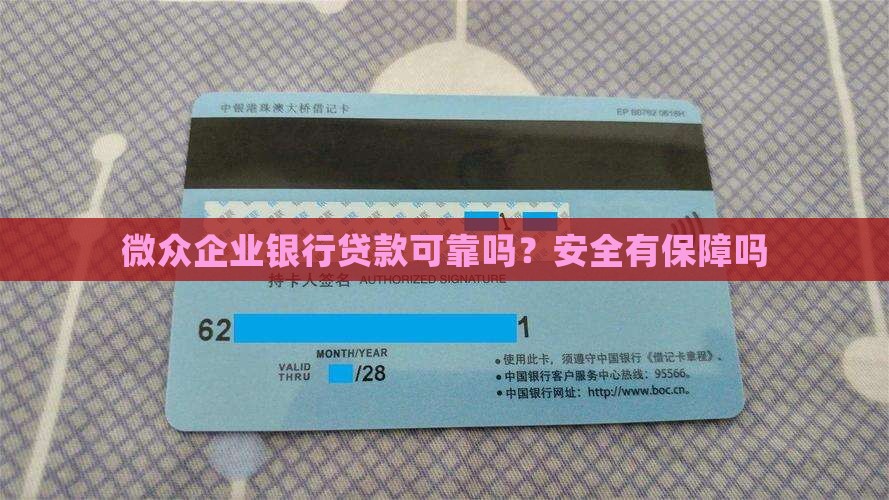 中银港珠澳大桥借记卡
EP B0762 0618H
1
微众企业银行贷款可靠吗？安全有保障吗
持卡人签名 AUTHORIZED SIGNATURE
62 1
MONTH/YEAR
VALID THRU /28
• 使用此卡，须遵守中国银行《借记卡章程》。
• 中国银行客户服务中心热线：95566。
• 中国银行网址：http://www.boc.cn。